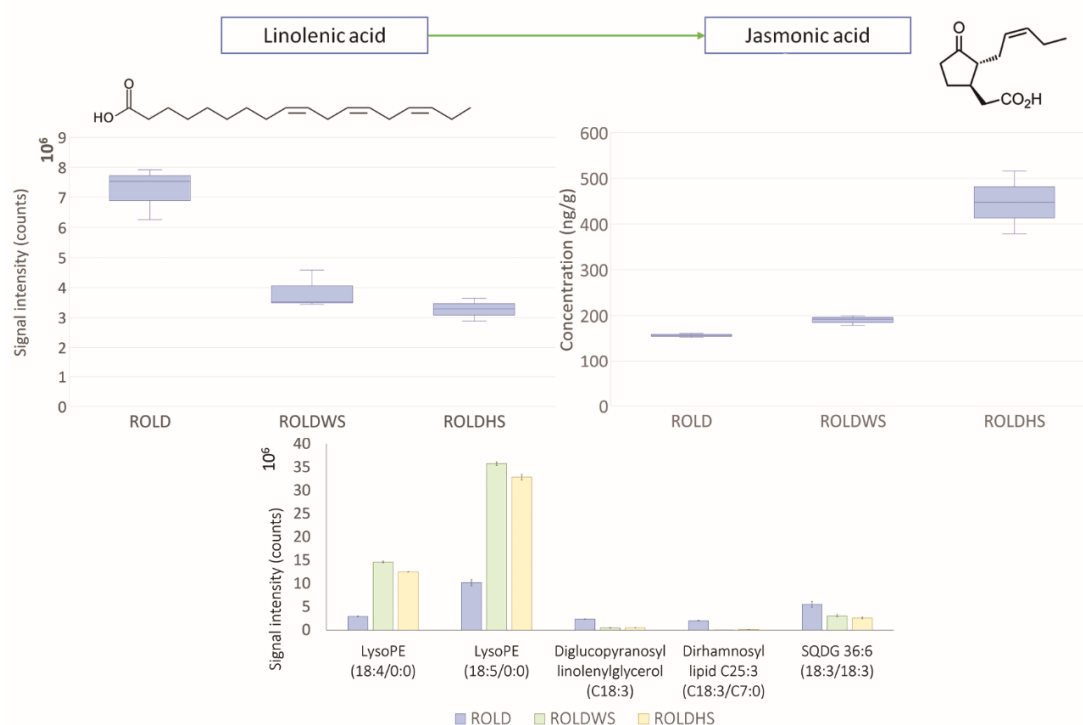 Linolenic acid
Jasmonic acid
O
HO
O
CO₂H
10⁶
Signal intensity (counts)
9
8
7
6
5
4
3
2
1
0
ROLD
ROLDWS
ROLDHS
Concentration (ng/g)
600
500
400
300
200
100
0
ROLD
ROLDWS
ROLDHS
10⁶
Signal intensity (counts)
40
35
30
25
20
15
10
5
0
LysoPE
(18:4/0:0)
LysoPE
(18:5/0:0)
Diglucopyranosyl
linolenylglycerol
(C18:3)
Dirhamnosyl
lipid C25:3
(C18:3/C7:0)
SQDG 36:6
(18:3/18:3)
ROLD
ROLDWS
ROLDHS